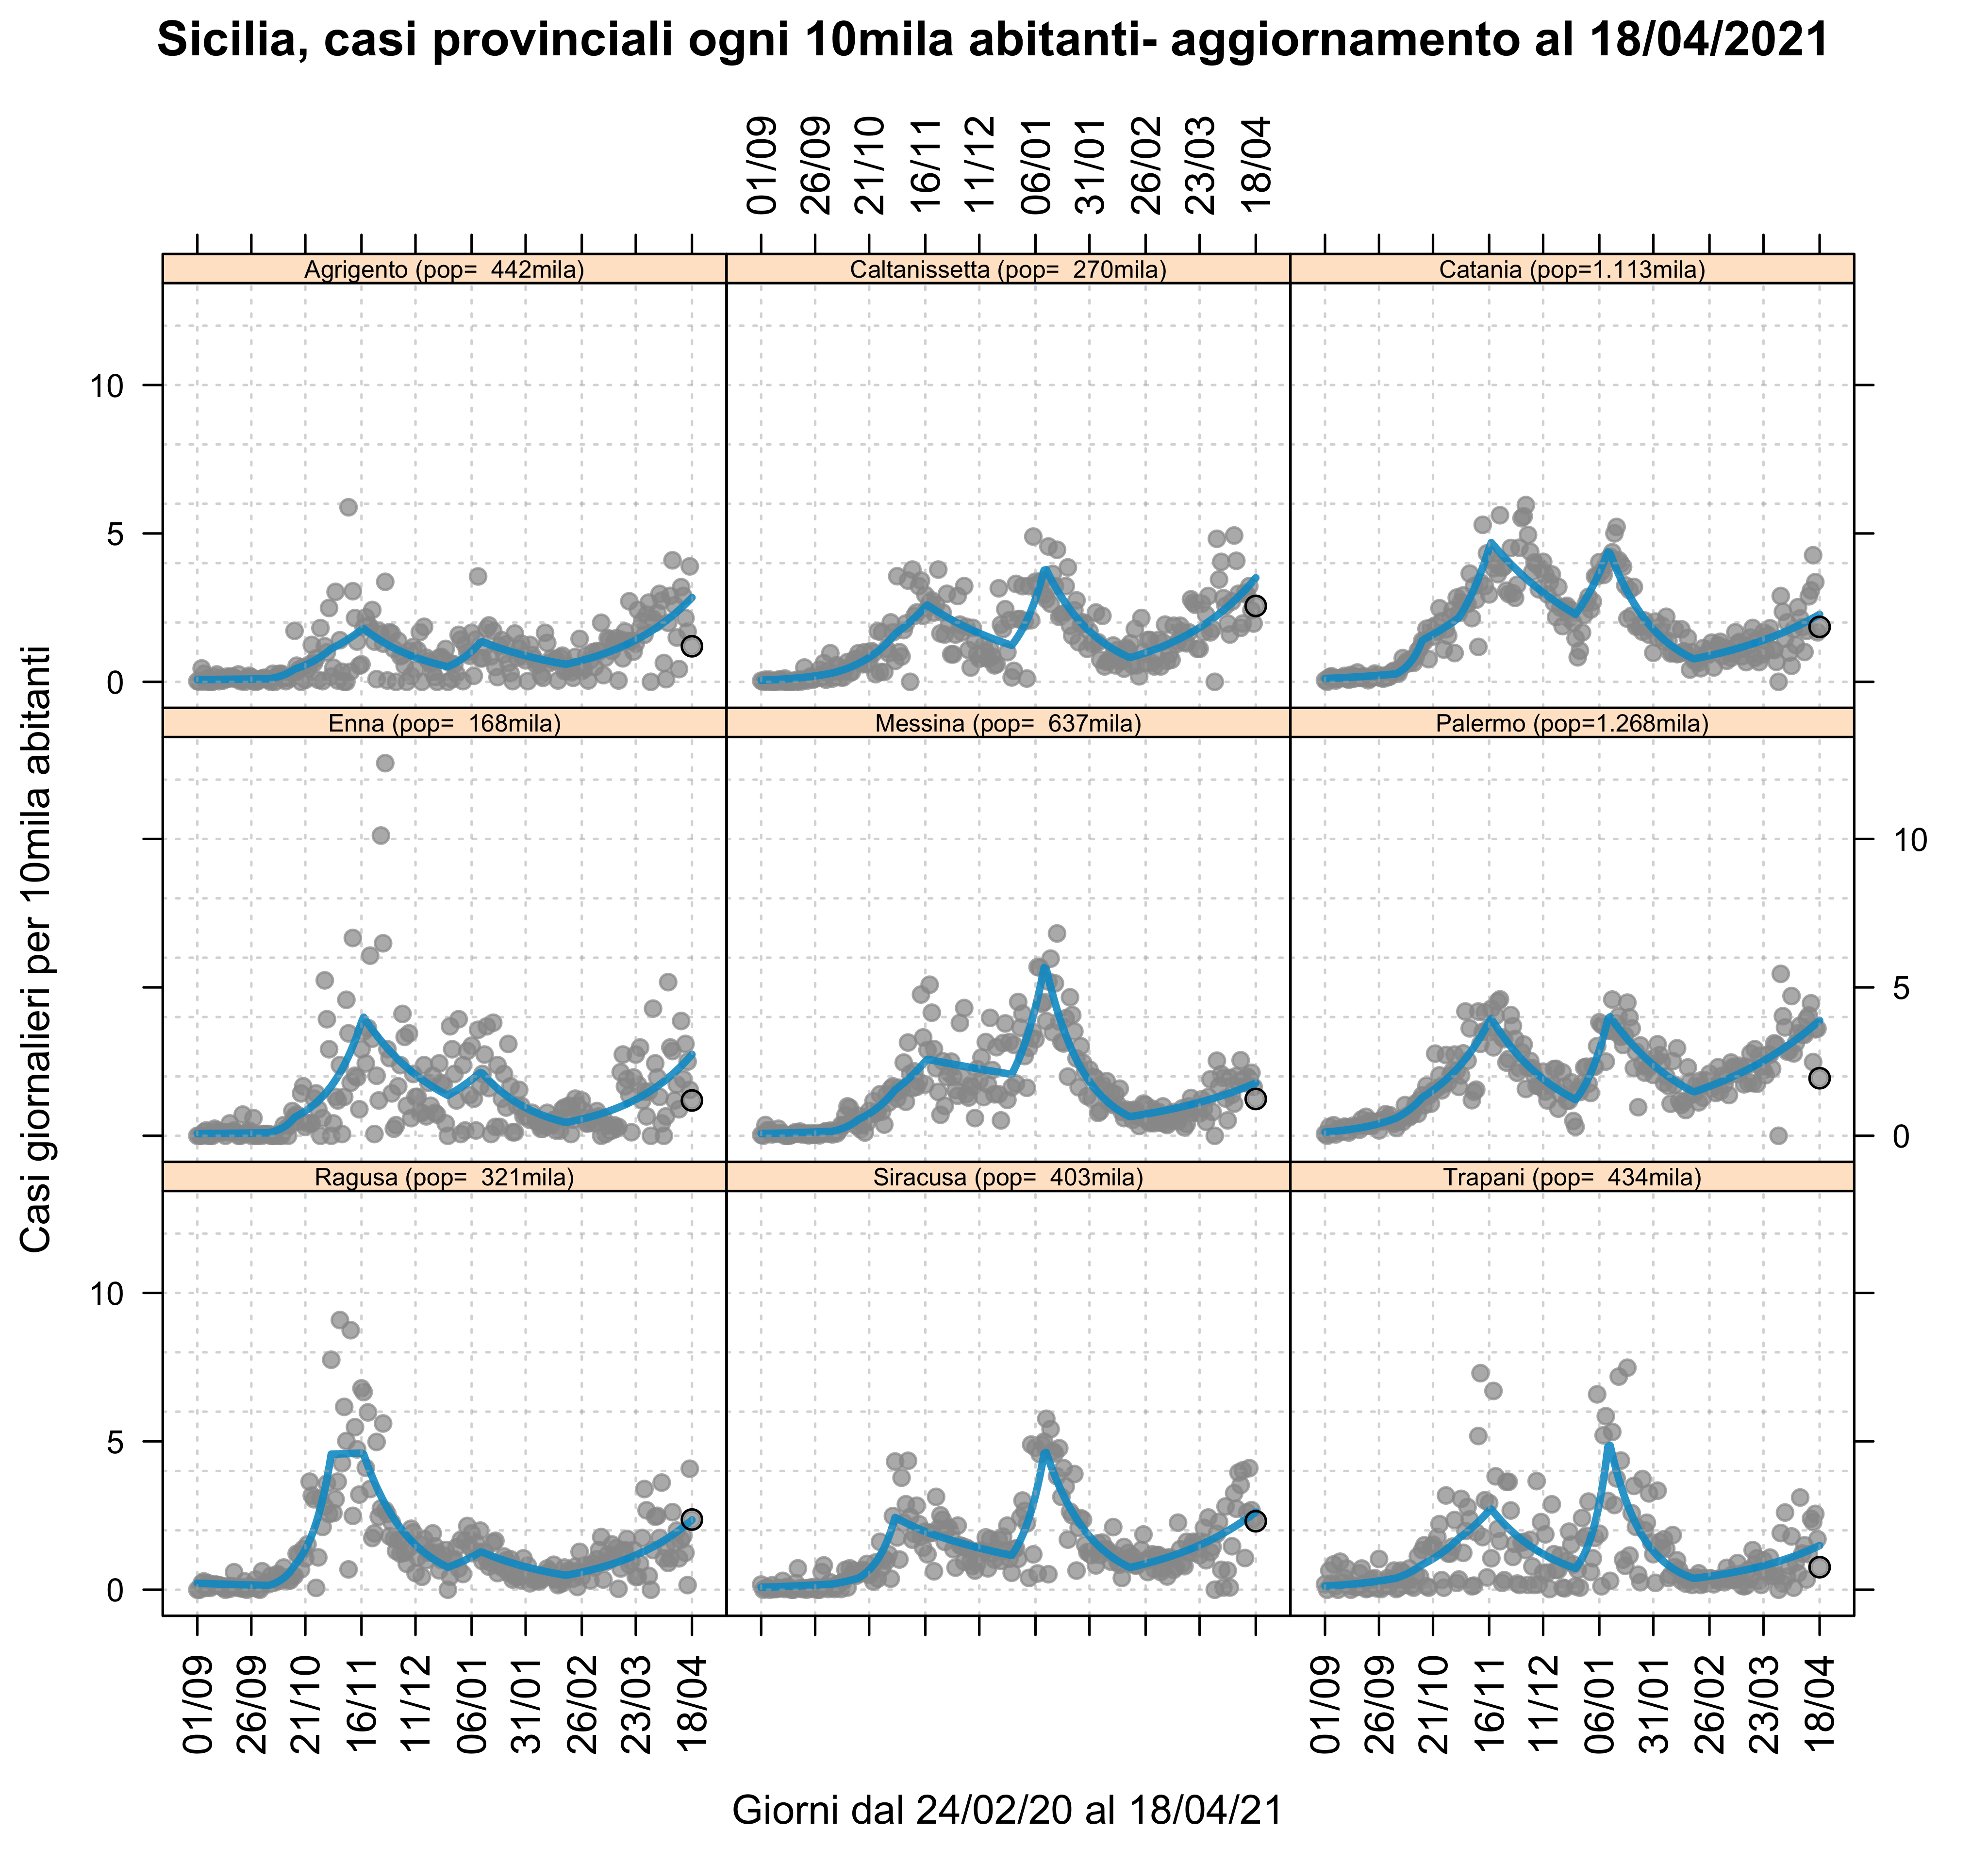 Sicilia, casi provinciali ogni 10mila abitanti- aggiornamento al 18/04/2021
01/09 26/09 21/10 16/11 11/12 06/01 31/01 26/02 23/03 18/04
Agrigento (pop=  442mila)
Caltanissetta (pop=  270mila)
Catania (pop=1.113mila)
10
5
0
Enna (pop=  168mila)
Messina (pop=  637mila)
Palermo (pop=1.268mila)
10
5
0
Ragusa (pop=  321mila)
Siracusa (pop=  403mila)
Trapani (pop=  434mila)
10
5
0
Casi giornalieri per 10mila abitanti
01/09 26/09 21/10 16/11 11/12 06/01 31/01 26/02 23/03 18/04
01/09 26/09 21/10 16/11 11/12 06/01 31/01 26/02 23/03 18/04
Giorni dal 24/02/20 al 18/04/21